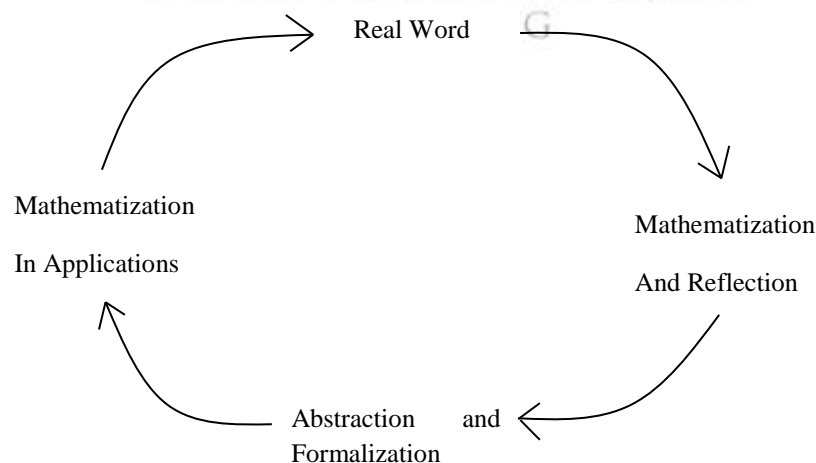 Real Word
G
Mathematization
In Applications
Mathematization
And Reflection
Abstraction and
Formalization